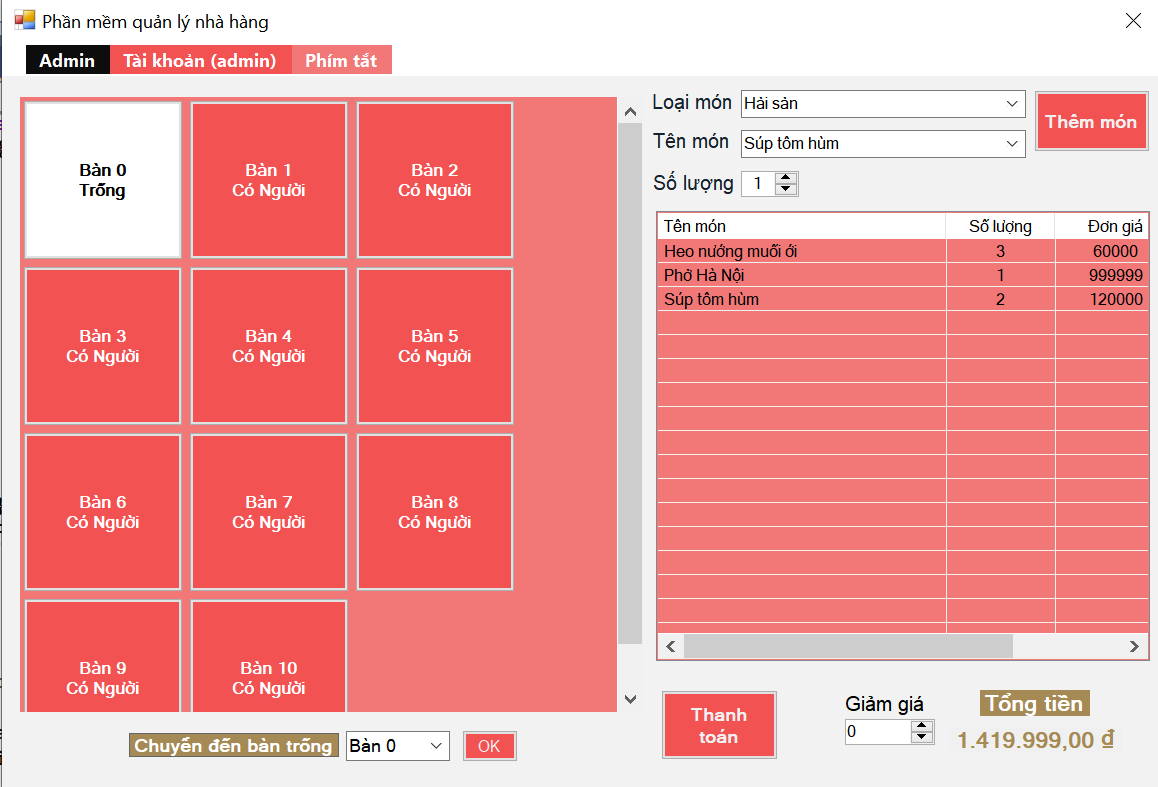 Phần mềm quản lý nhà hàng
Admin Tài khoản (admin) Phím tắt
Bàn 0
Trống
Bàn 1
Có Người
Bàn 2
Có Người
Bàn 3
Có Người
Bàn 4
Có Người
Bàn 5
Có Người
Bàn 6
Có Người
Bàn 7
Có Người
Bàn 8
Có Người
Bàn 9
Có Người
Bàn 10
Có Người
Chuyển đến bàn trống Bàn 0 OK
Loại món Hải sản
Tên món Súp tôm hùm
Số lượng 1
Thêm món
Tên món Số lượng Đơn giá
Heo nướng muối ới 3 60000
Phở Hà Nội 1 999999
Súp tôm hùm 2 120000
Thanh
toán
Giảm giá
0
Tổng tiền
1.419.999,00 ₫